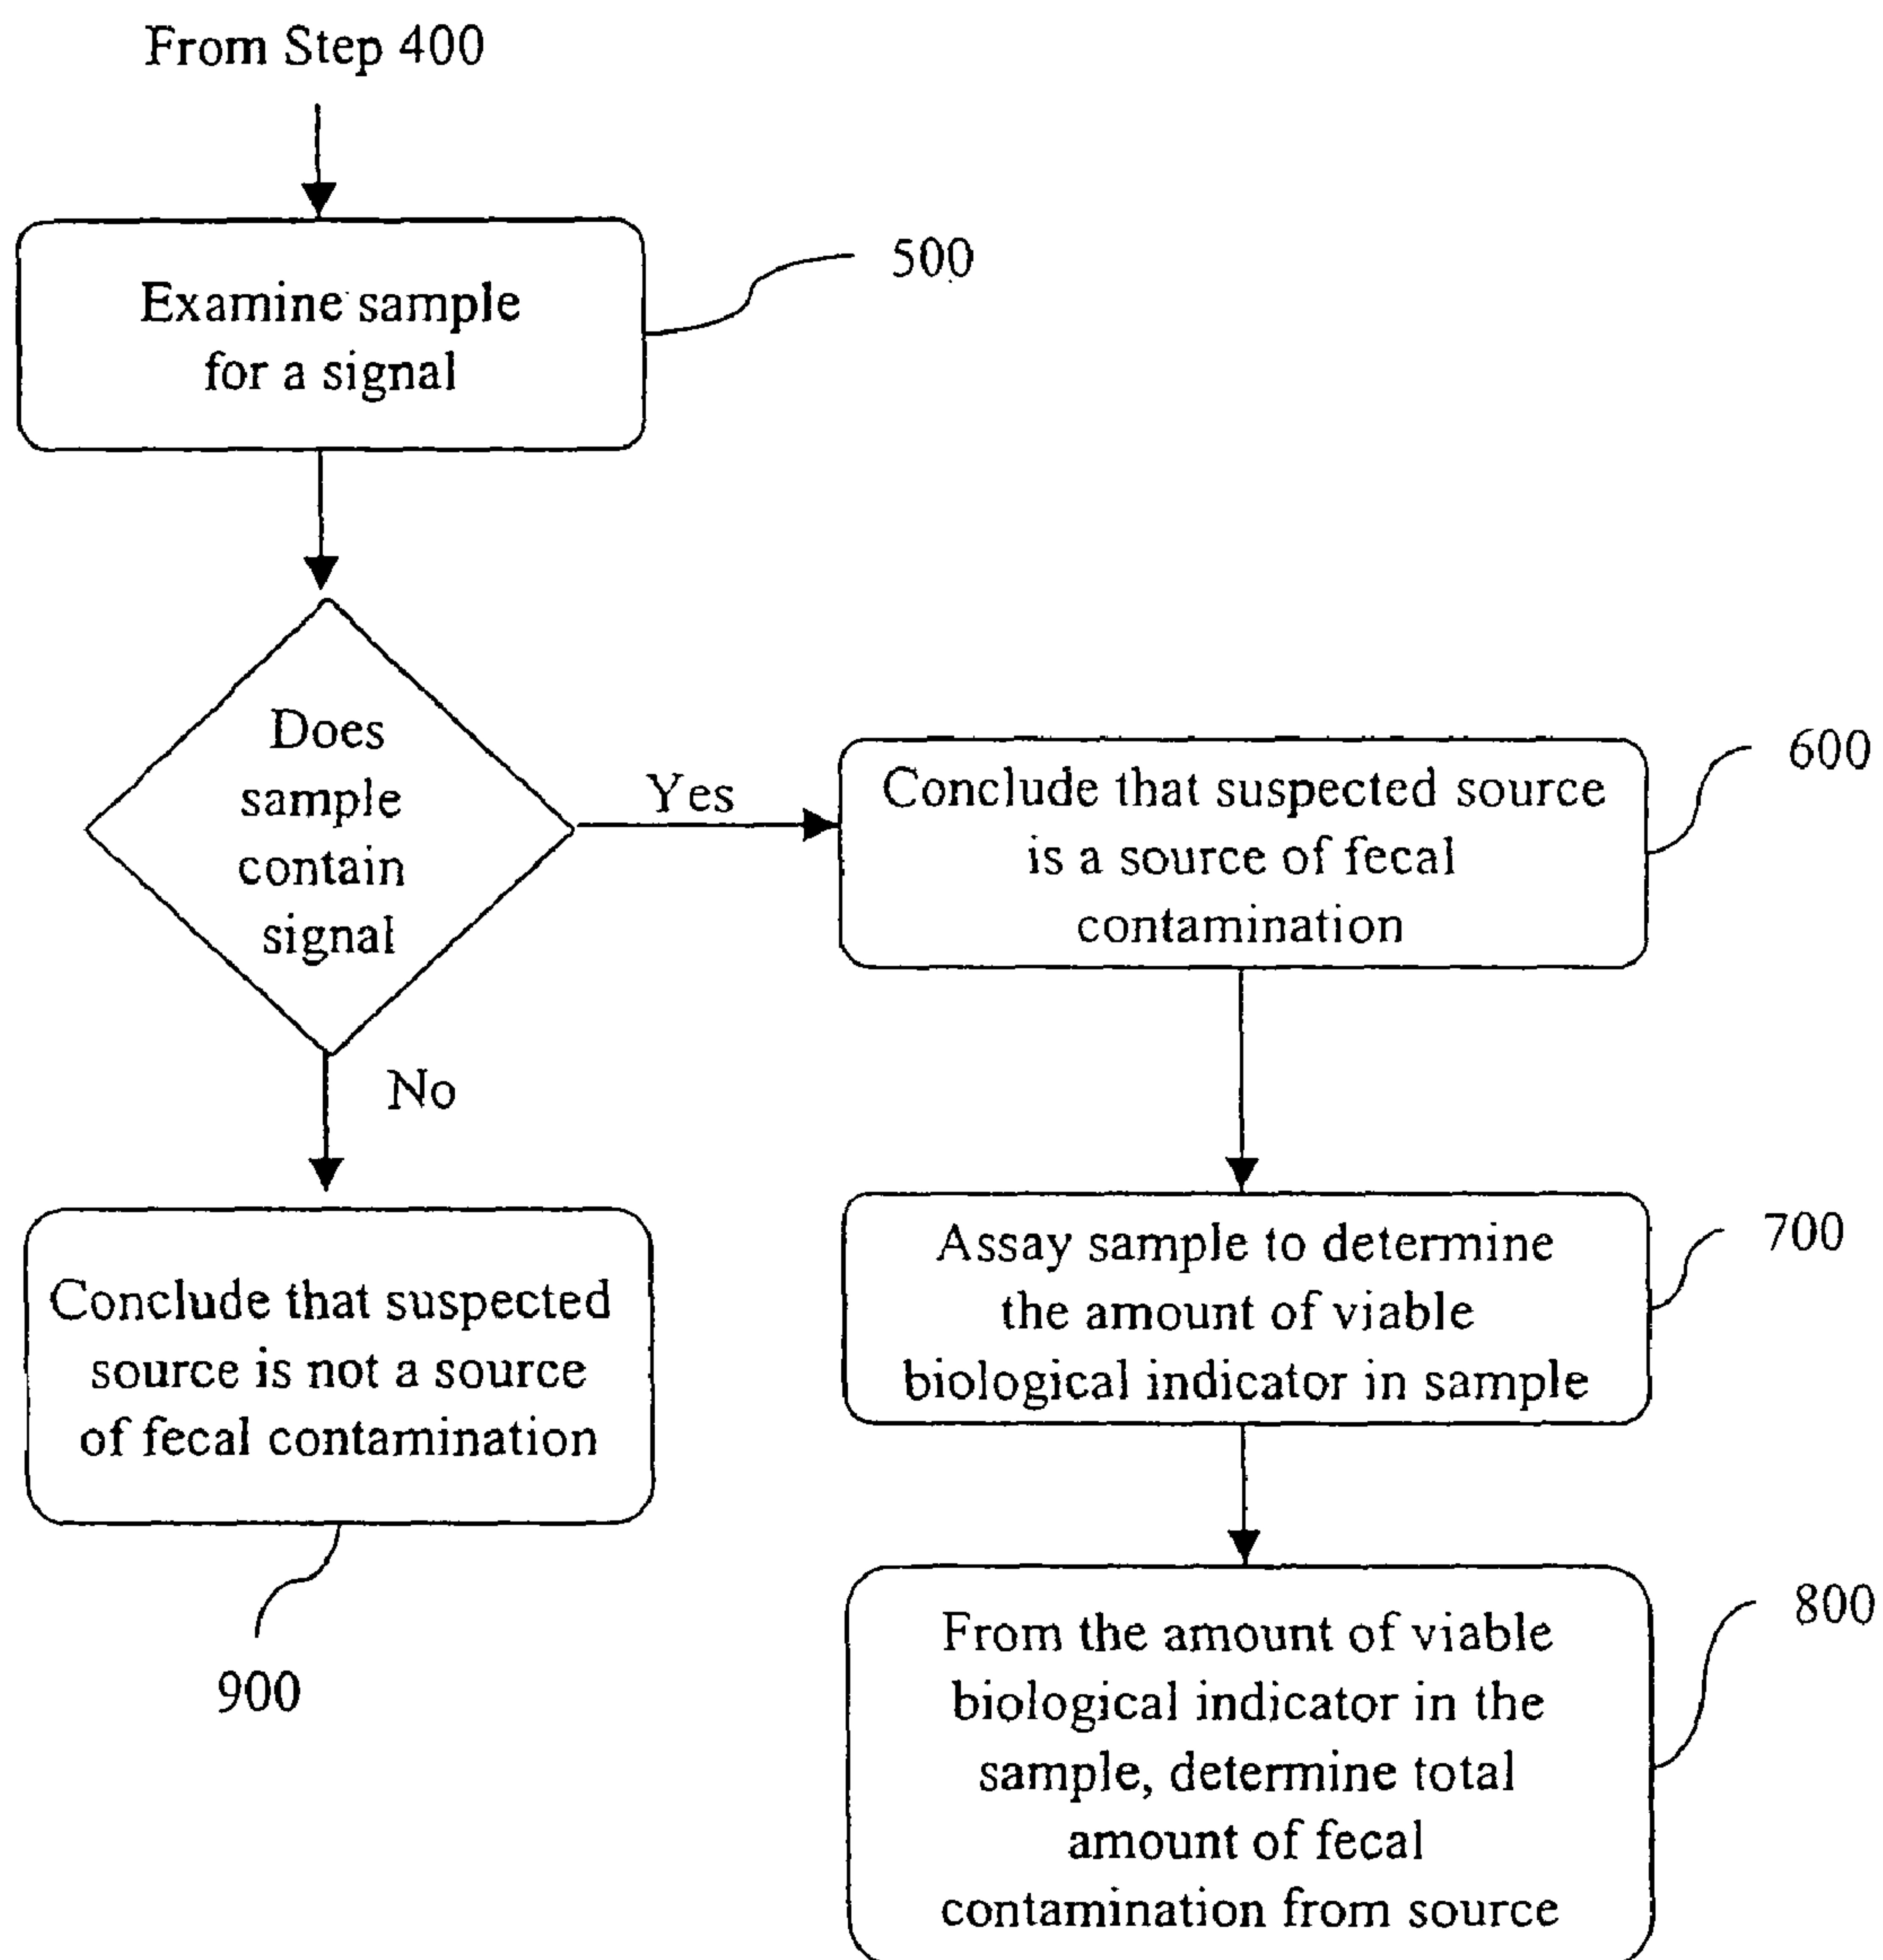 From Step 400
500
Examine sample
for a signal
Does
sample
contain
signal
Yes
600
Conclude that suspected source
is a source of fecal
contamination
No
700
Assay sample to determine
the amount of viable
biological indicator in sample
Conclude that suspected
source is not a source
of fecal contamination
900
800
From the amount of viable
biological indicator in the
sample, determine total
amount of fecal
contamination from source